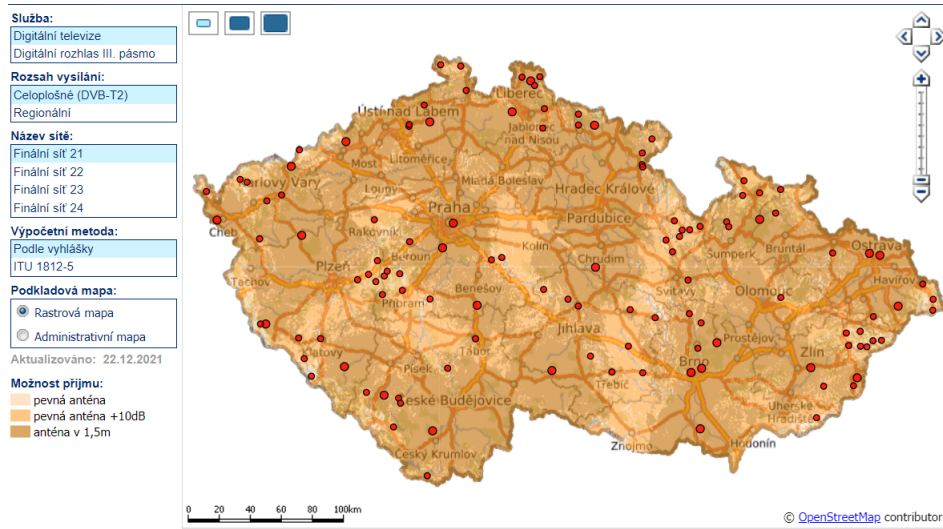 Služba:
Digitální televize
Digitální rozhlas III. pásmo
Rozsah vysílání:
Celoplošné (DVB-T2)
Regionální
Název sítě:
Finální síť 21
Finální síť 22
Finální síť 23
Finální síť 24
Výpočetní metoda:
Podle vyhlášky
ITU 1812-5
Podkladová mapa:
Rastrová mapa
Administrativní mapa
Aktualizováno: 22.12.2021
Možnost příjmu:
pevná anténa
pevná anténa +10dB
anténa v 1,5m
Liberec
Ústí nad Labem
Jablonec
nad Nisou
Most
Litoměřice
Karlovy Vary
Louny
Mladá Boleslav
Hradec Králové
Praha
Cheb
Rakovník
Pardubice
Beroun
Kolín
Chrudim
Šumperk
Bruntál
Ostrava
Plzeň
Tachov
Benešov
Svitavy
Olomouc
Havířov
Příbram
Jihlava
Prostějov
Klatovy
Tábor
Zlín
Písek
Třebíč
Brno
České Budějovice
Uherské
Hradiště
Znojmo
Hodonín
Český Krumlov
0 20 40 60 80 100km
© OpenStreetMap contributor